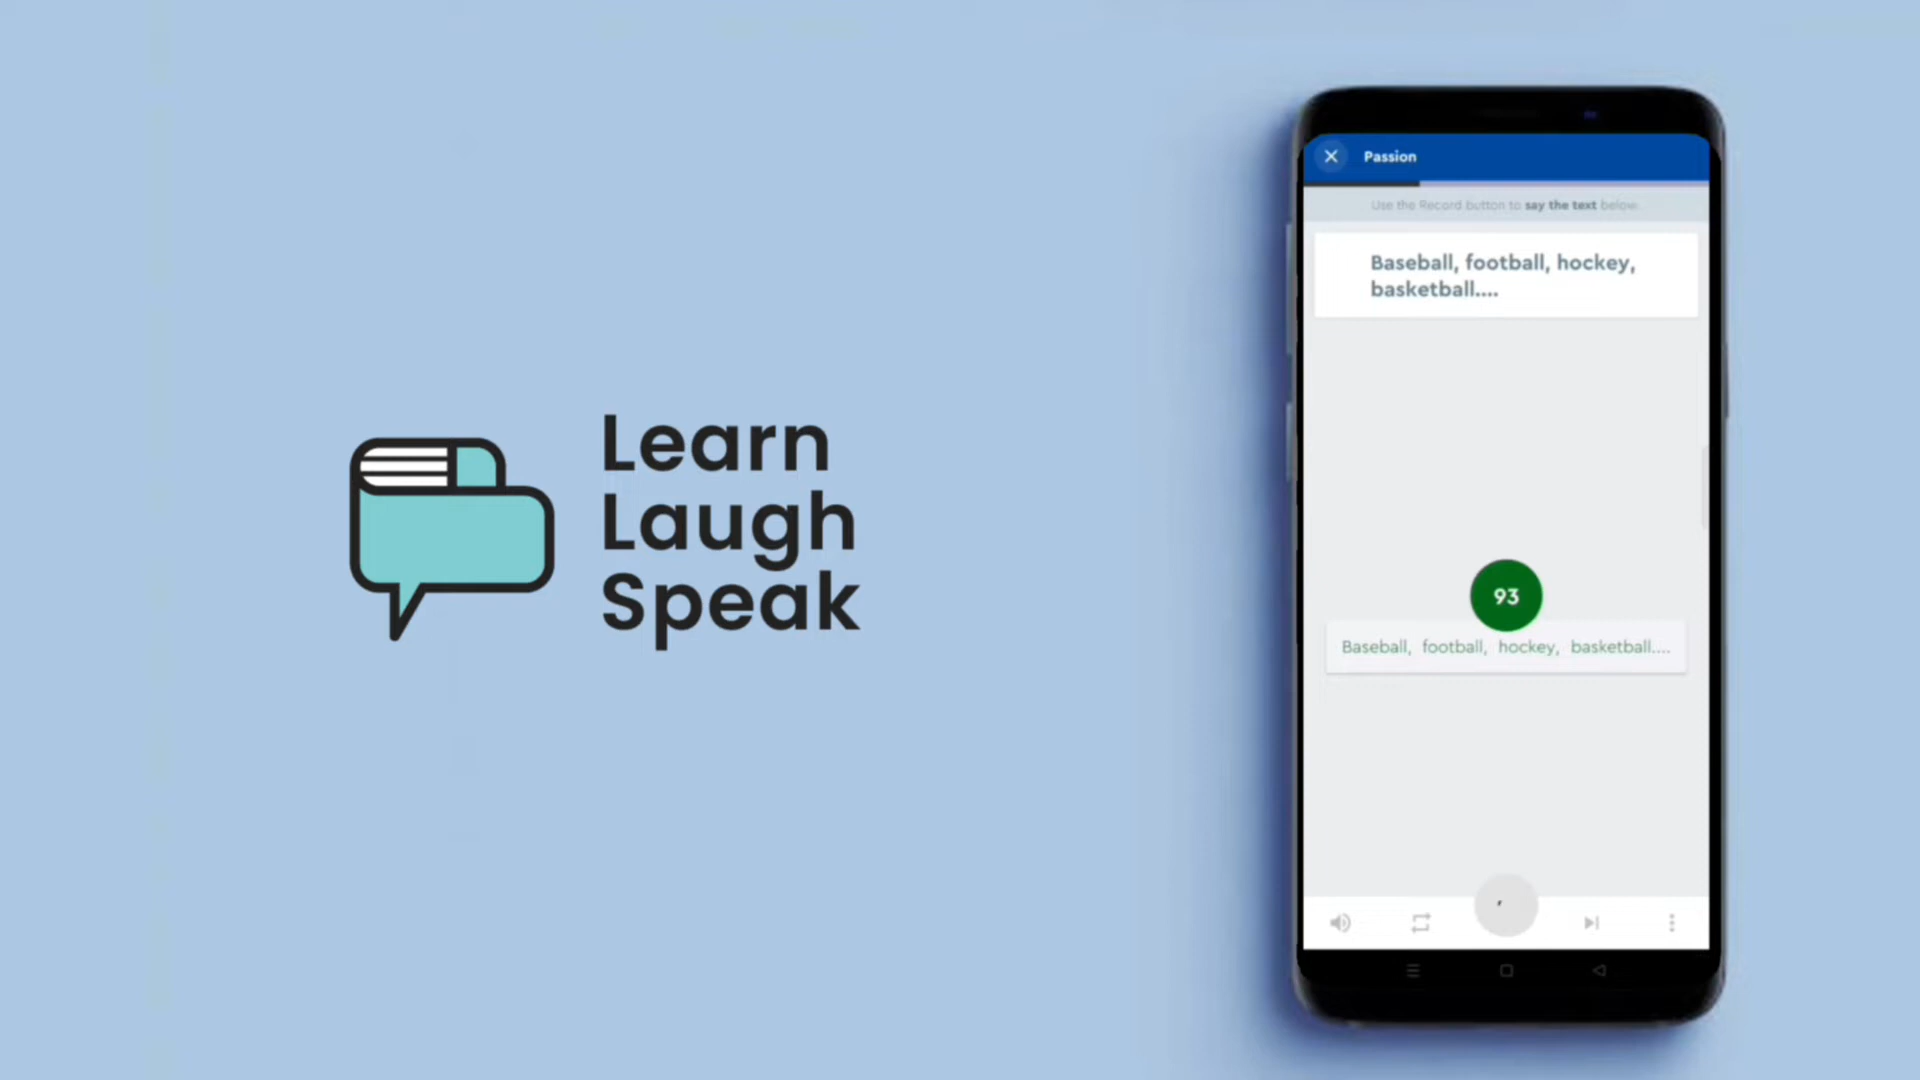 Learn
Laugh
Speak
Passion
Use the Record button to say the text below.
Baseball, football, hockey,
basketball....
93
Baseball, football, hockey, basketball....